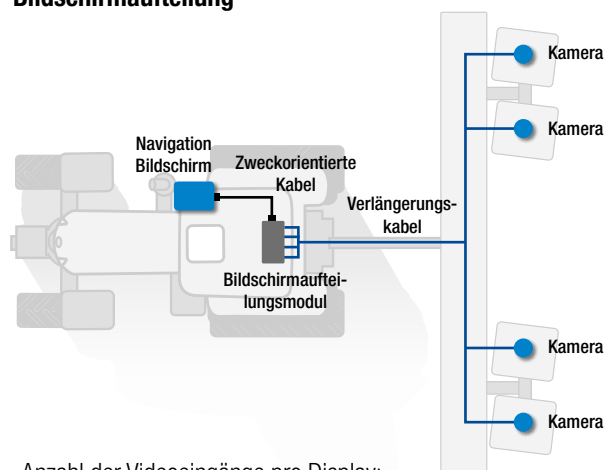 Bildschirmaufteilung
Kamera
Kamera
Navigation
Bildschirm
Zweckorientierte
Kabel
Verlängerungs-
kabel
Bildschirmauftei-
lungsmodul
Kamera
Kamera
Anzahl der Videoeingänge pro Display: